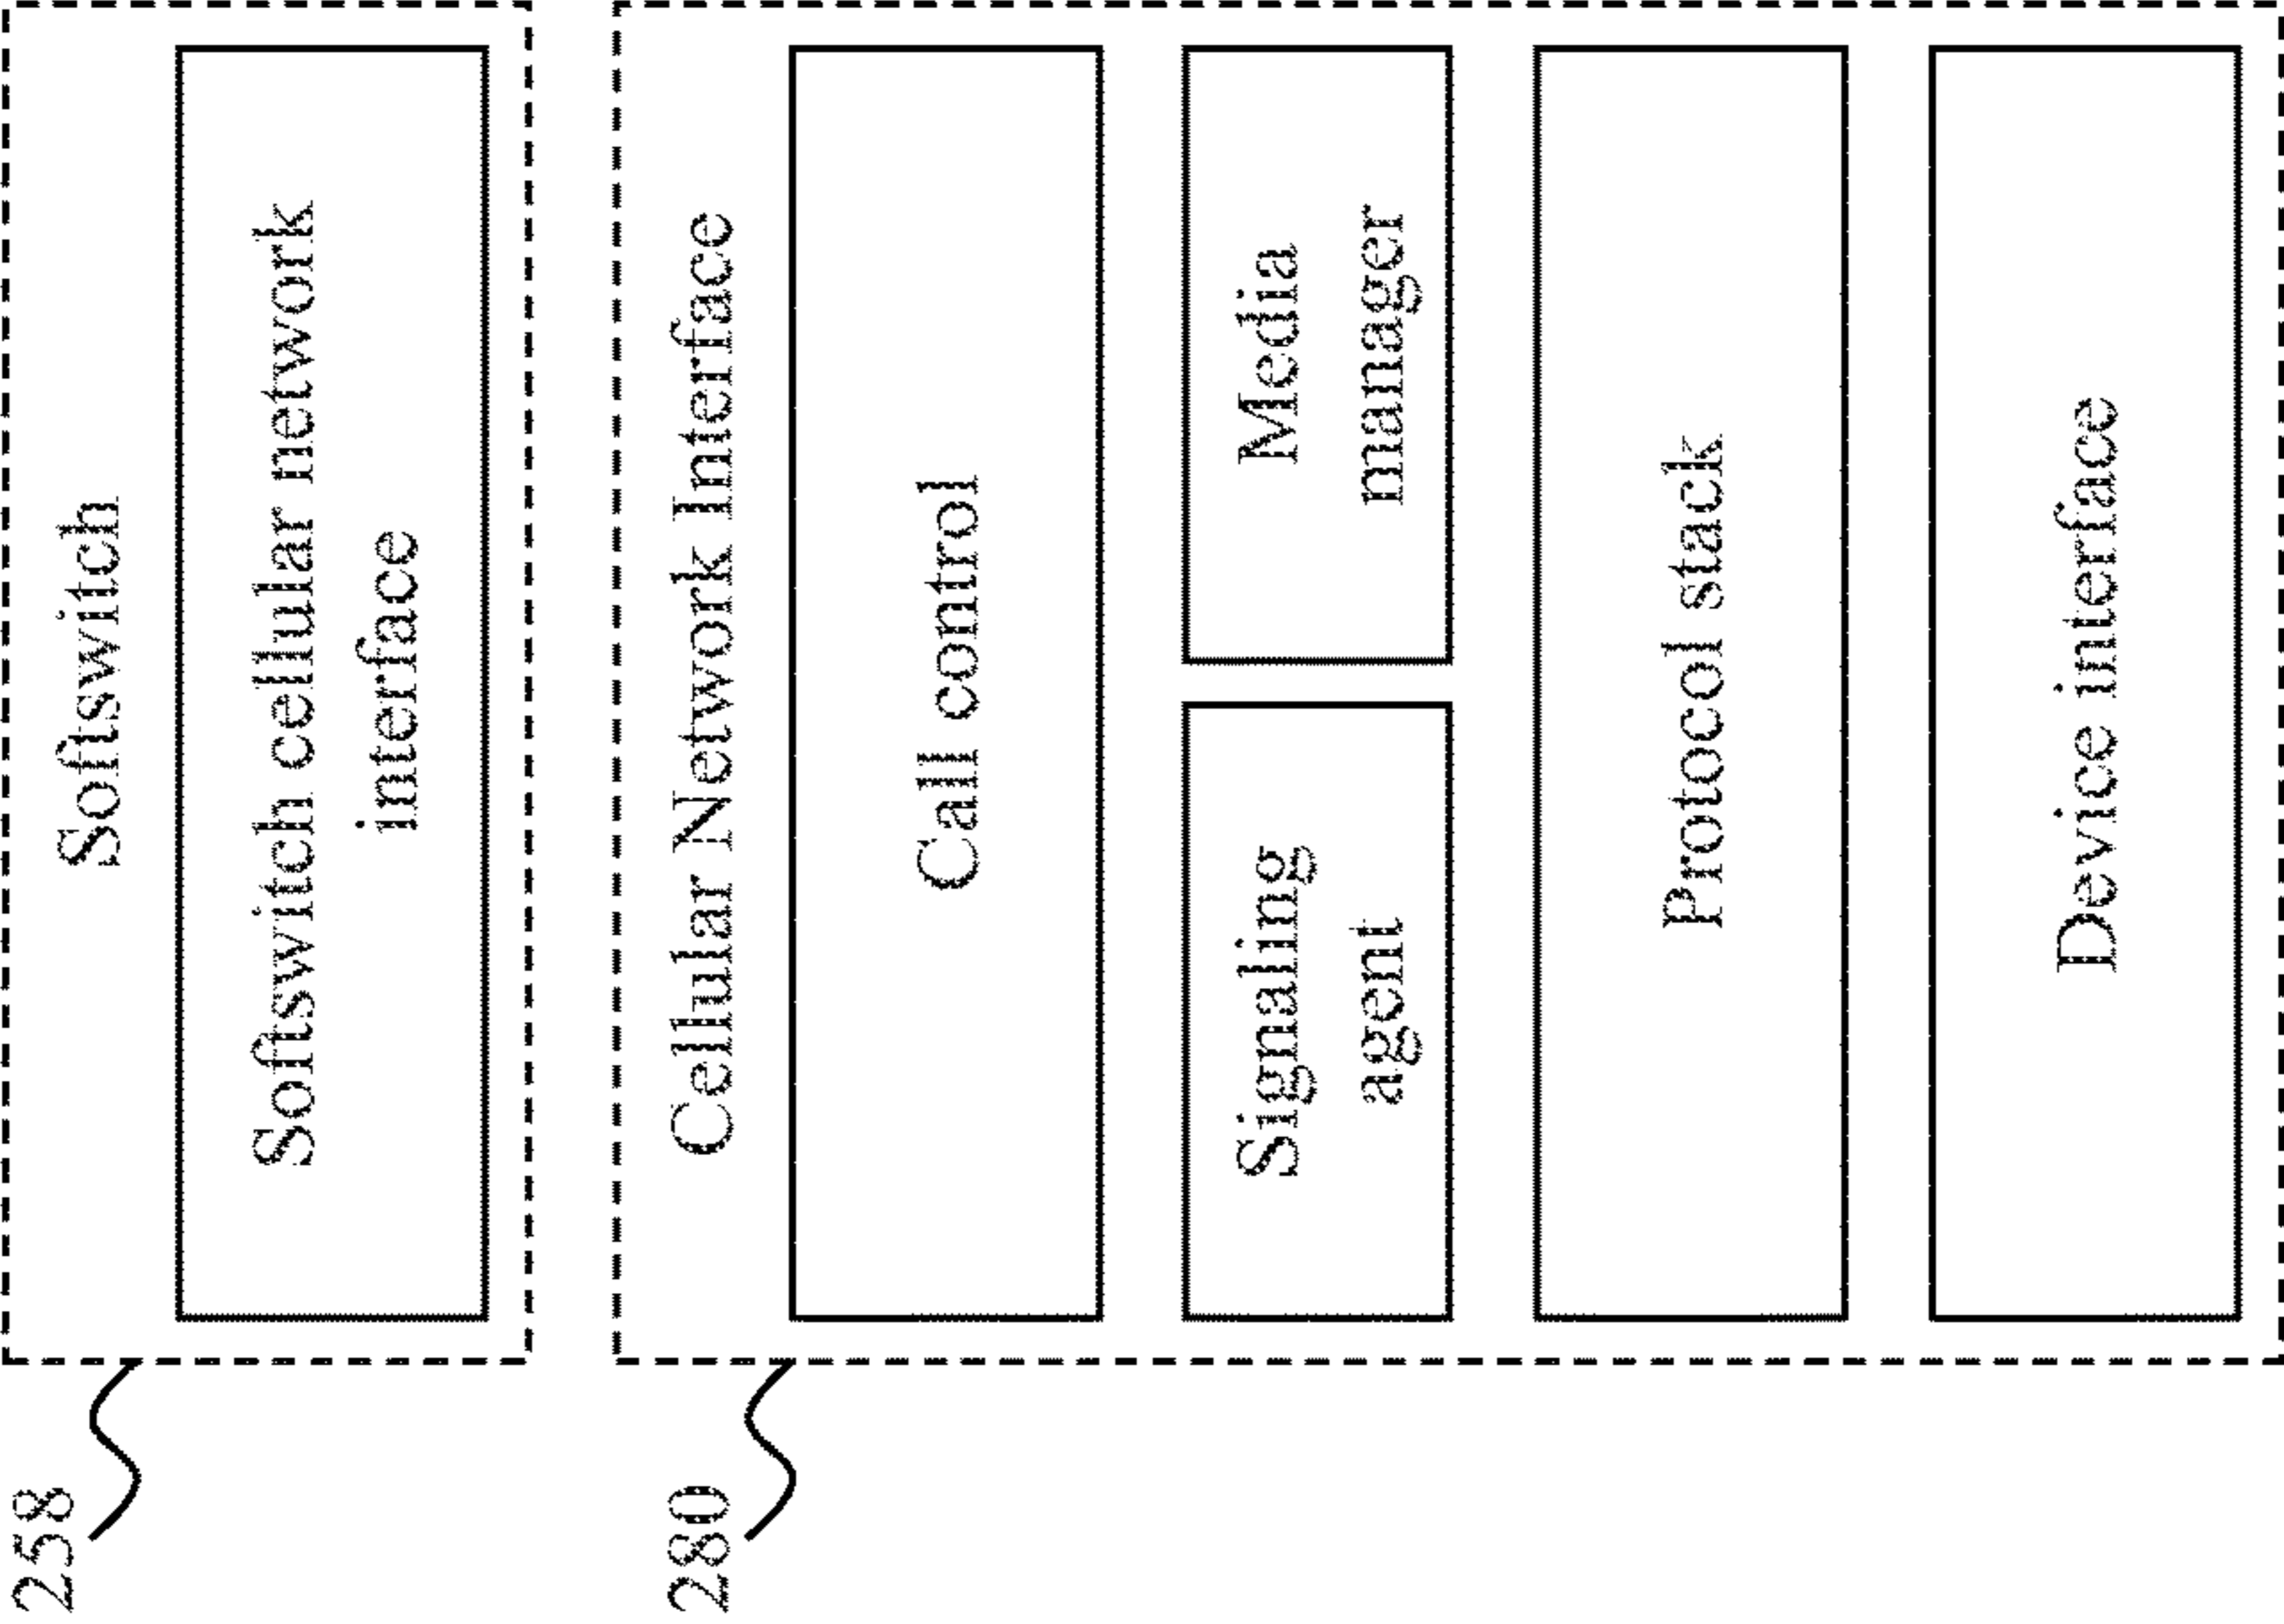 258
Softswitch
Softswitch cellular network
interface
280
Cellular Network Interface
Call control
Signaling
agent
Media
manager
Protocol stack
Device interface